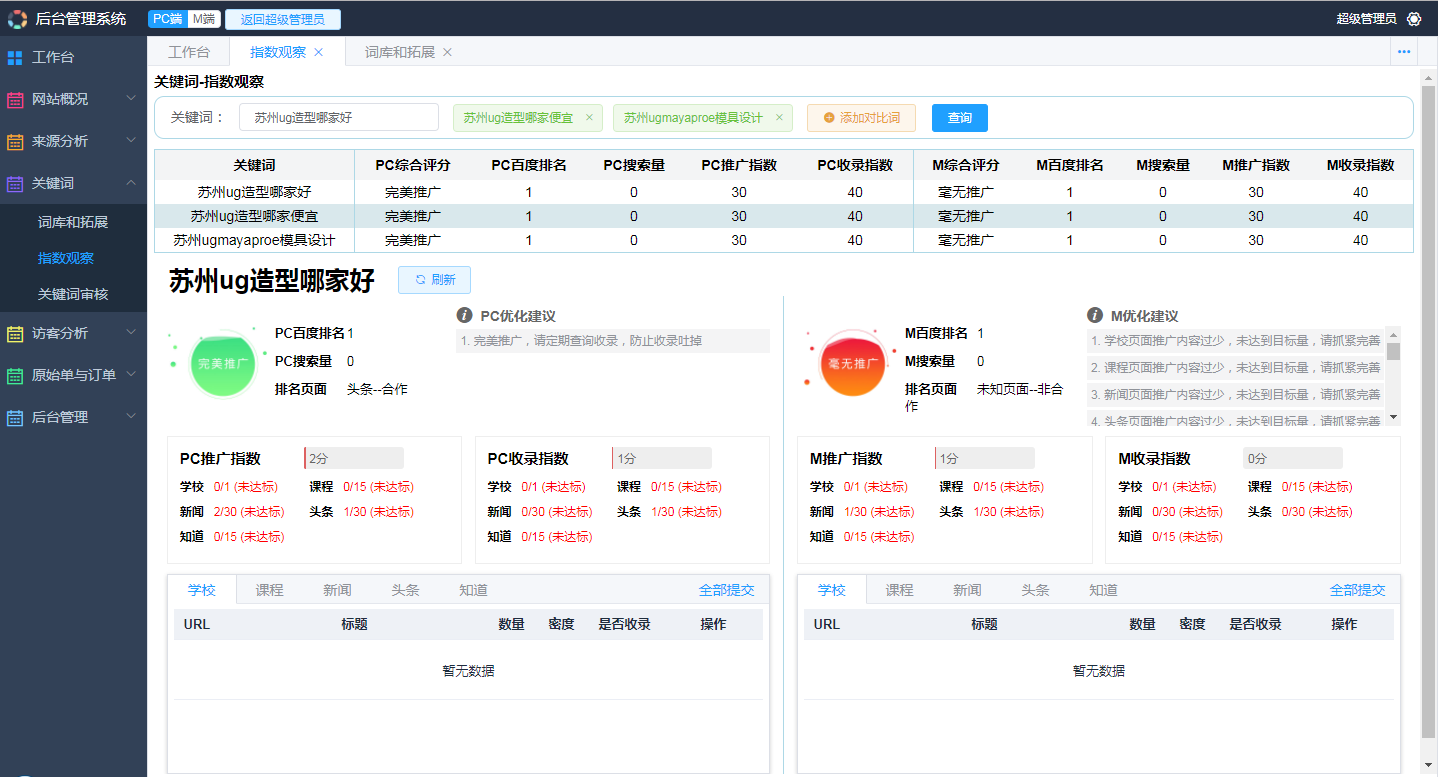 后台管理系统 PC端 M端 返回超级管理员 超级管理员
工作台
网站概况
来源分析
关键词
词库和拓展
指数观察
关键词审核
访客分析
原始单与订单
后台管理
工作台 指数观察 × 词库和拓展 × •••
关键词-指数观察
关键词： 苏州ug造型哪家好 苏州ug造型哪家便宜 × 苏州ugmayaproe模具设计 × 添加对比词 查询
关键词 PC综合评分 PC百度排名 PC搜索量 PC推广指数 PC收录指数 M综合评分 M百度排名 M搜索量 M推广指数 M收录指数
苏州ug造型哪家好 完美推广 1 0 30 40 毫无推广 1 0 30 40
苏州ug造型哪家便宜 完美推广 1 0 30 40 毫无推广 1 0 30 40
苏州ugmayaproe模具设计 完美推广 1 0 30 40 毫无推广 1 0 30 40
苏州ug造型哪家好 刷新
完美推广
PC百度排名 1
PC搜索量 0
排名页面 头条--合作
PC优化建议
1. 完美推广，请定期查询收录，防止收录吐掉
PC推广指数 2分
学校 0/1 (未达标) 课程 0/15 (未达标)
新闻 2/30 (未达标) 头条 1/30 (未达标)
知道 0/15 (未达标)
PC收录指数 1分
学校 0/1 (未达标) 课程 0/15 (未达标)
新闻 0/30 (未达标) 头条 1/30 (未达标)
知道 0/15 (未达标)
学校 课程 新闻 头条 知道 全部提交
URL 标题 数量 密度 是否收录 操作
暂无数据
毫无推广
M百度排名 1
M搜索量 0
排名页面 未知页面--非合
作
M优化建议
1. 学校页面推广内容过少，未达到目标量，请抓紧完善
2. 课程页面推广内容过少，未达到目标量，请抓紧完善
3. 新闻页面推广内容过少，未达到目标量，请抓紧完善
4. 头条页面推广内容过少，未达到目标量，请抓紧完善
M推广指数 1分
学校 0/1 (未达标) 课程 0/15 (未达标)
新闻 1/30 (未达标) 头条 1/30 (未达标)
知道 0/15 (未达标)
M收录指数 0分
学校 0/1 (未达标) 课程 0/15 (未达标)
新闻 0/30 (未达标) 头条 0/30 (未达标)
知道 0/15 (未达标)
学校 课程 新闻 头条 知道 全部提交
URL 标题 数量 密度 是否收录 操作
暂无数据